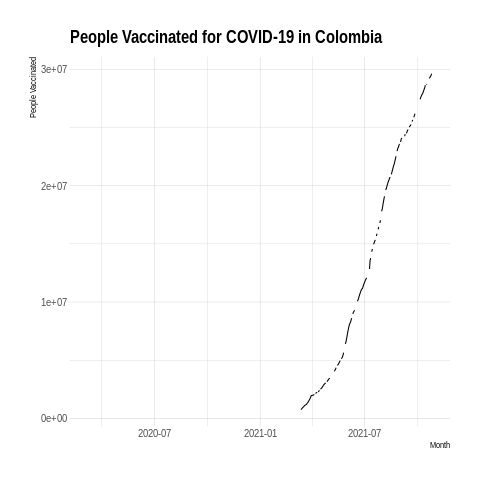 People Vaccinated for COVID-19 in Colombia
People Vaccinated
3e+07
2e+07
1e+07
0e+00
2020-07 2021-01 2021-07
Month